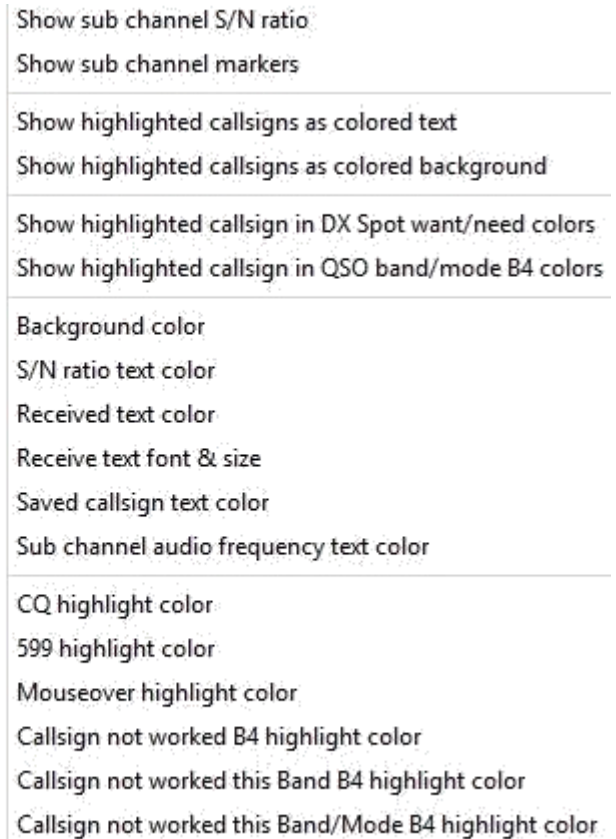 Show sub channel S/N ratio
Show sub channel markers
Show highlighted callsigns as colored text
Show highlighted callsigns as colored background
Show highlighted callsign in DX Spot want/need colors
Show highlighted callsign in QSO band/mode B4 colors
Background color
S/N ratio text color
Received text color
Receive text font & size
Saved callsign text color
Sub channel audio frequency text color
CQ highlight color
599 highlight color
Mouseover highlight color
Callsign not worked B4 highlight color
Callsign not worked this Band B4 highlight color
Callsign not worked this Band/Mode B4 highlight color